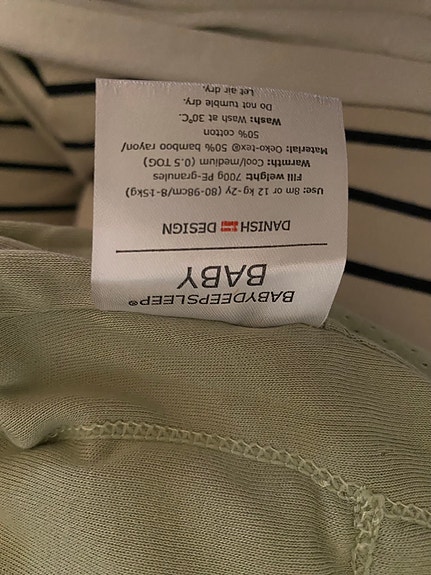 BABYDEEPSLEEP®
BABY
DANISH DESIGN
Use: 8m or 12 kg-2y (80-98cm/8-15kg)
Fill weight: 700g PE-granules
Warmth: Cool/medium (0.5 TOG)
Material: Oeko-tex® 50% bamboo rayon/
50% cotton
Wash: Wash at 30°C.
Do not tumble dry.
Let air dry.